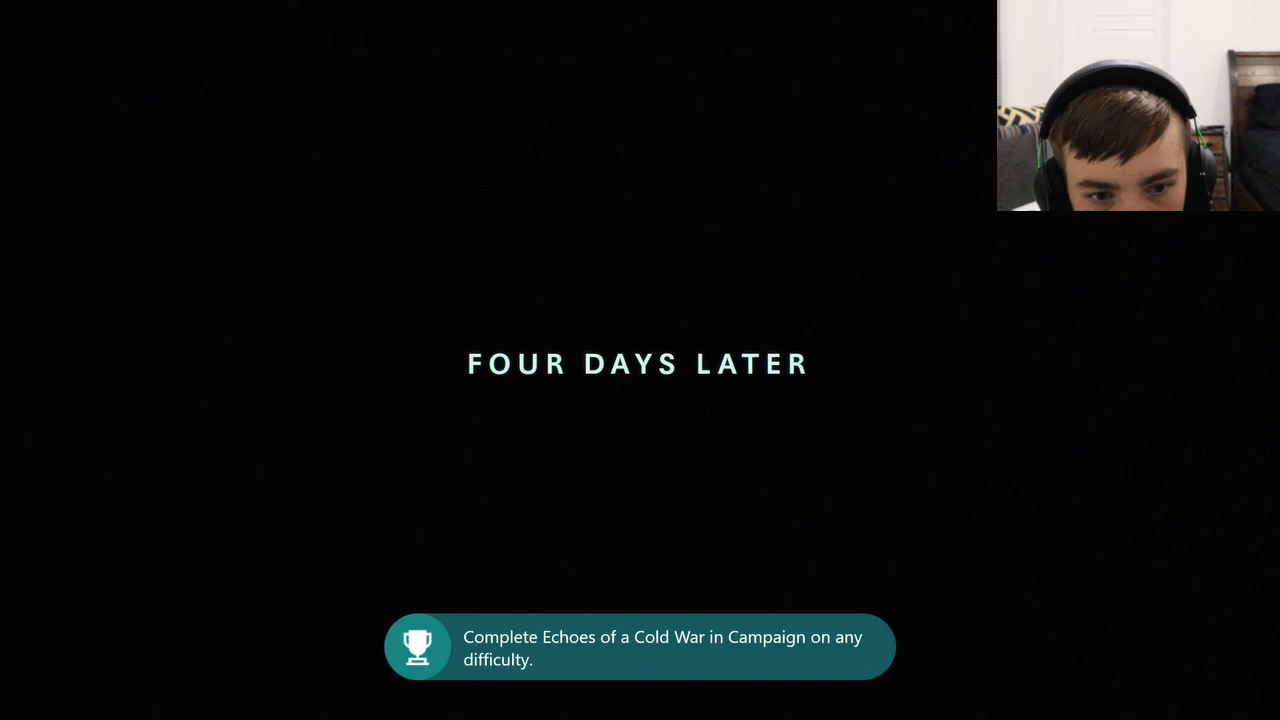 FOUR DAYS LATER
Complete Echoes of a Cold War in Campaign on any
difficulty.